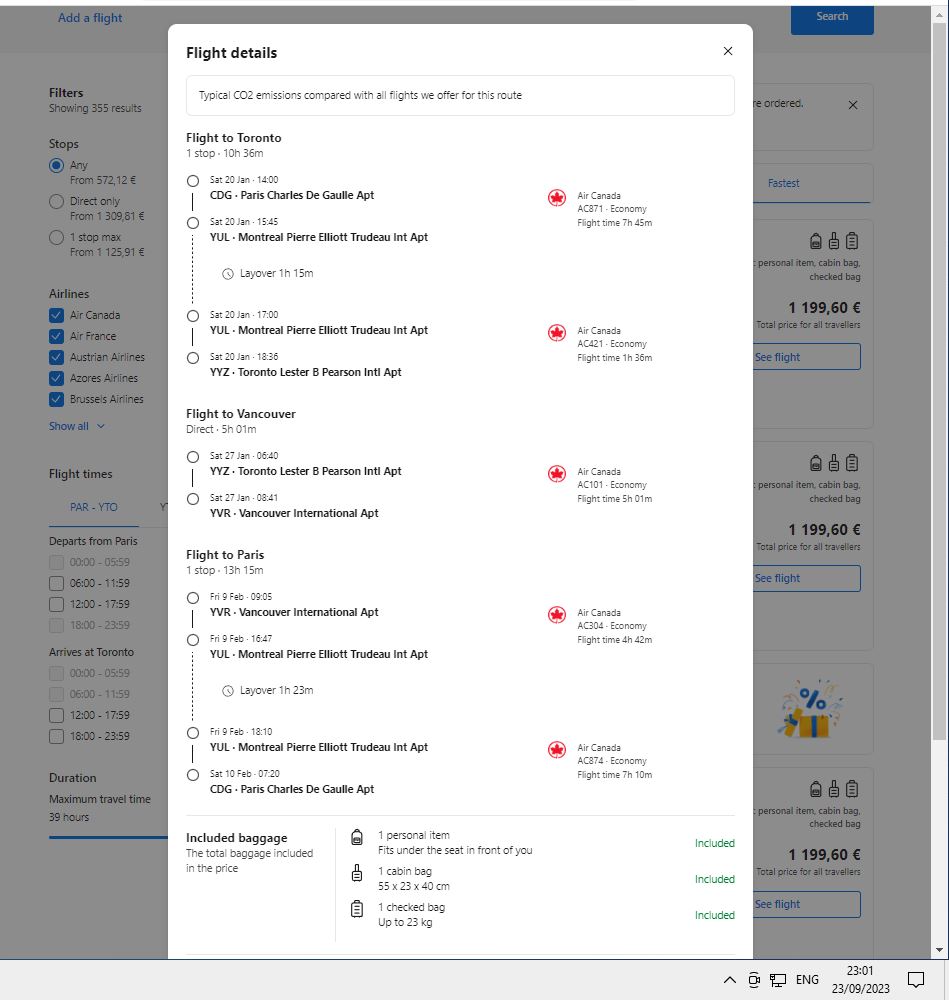 Add a flight
Search
Flight details
Typical CO2 emissions compared with all flights we offer for this route
Flight to Toronto
1 stop · 10h 36m
Sat 20 Jan · 14:00
CDG · Paris Charles De Gaulle Apt
Air Canada
AC871 · Economy
Flight time 7h 45m
Sat 20 Jan · 15:45
YUL · Montreal Pierre Elliott Trudeau Int Apt
Layover 1h 15m
Sat 20 Jan · 17:00
YUL · Montreal Pierre Elliott Trudeau Int Apt
Air Canada
AC421 · Economy
Flight time 1h 36m
Sat 20 Jan · 18:36
YYZ · Toronto Lester B Pearson Intl Apt
Flight to Vancouver
Direct · 5h 01m
Sat 27 Jan · 06:40
YYZ · Toronto Lester B Pearson Intl Apt
Air Canada
AC101 · Economy
Flight time 5h 01m
Sat 27 Jan · 08:41
YVR · Vancouver International Apt
Flight to Paris
1 stop · 13h 15m
Fri 9 Feb · 09:05
YVR · Vancouver International Apt
Air Canada
AC304 · Economy
Flight time 4h 42m
Fri 9 Feb · 16:47
YUL · Montreal Pierre Elliott Trudeau Int Apt
Layover 1h 23m
Fri 9 Feb · 18:10
YUL · Montreal Pierre Elliott Trudeau Int Apt
Air Canada
AC874 · Economy
Flight time 7h 10m
Sat 10 Feb · 07:20
CDG · Paris Charles De Gaulle Apt
Included baggage
The total baggage included
in the price
1 personal item
Fits under the seat in front of you
Included
1 cabin bag
55 x 23 x 40 cm
Included
1 checked bag
Up to 23 kg
Included
Filters
Showing 355 results
Stops
Any
From 572,12 €
Direct only
From 1 309,81 €
1 stop max
From 1 125,91 €
Airlines
Air Canada
Air France
Austrian Airlines
Azores Airlines
Brussels Airlines
Show all
Flight times
PAR - YTO
YT
Departs from Paris
00:00 - 05:59
06:00 - 11:59
12:00 - 17:59
18:00 - 23:59
Arrives at Toronto
00:00 - 05:59
06:00 - 11:59
12:00 - 17:59
18:00 - 23:59
Duration
Maximum travel time
39 hours
re ordered.
Fastest
: personal item, cabin bag,
checked bag
1 199,60 €
Total price for all travellers
See flight
: personal item, cabin bag,
checked bag
1 199,60 €
Total price for all travellers
See flight
%
: personal item, cabin bag,
checked bag
1 199,60 €
Total price for all travellers
See flight
ENG
23:01
23/09/2023